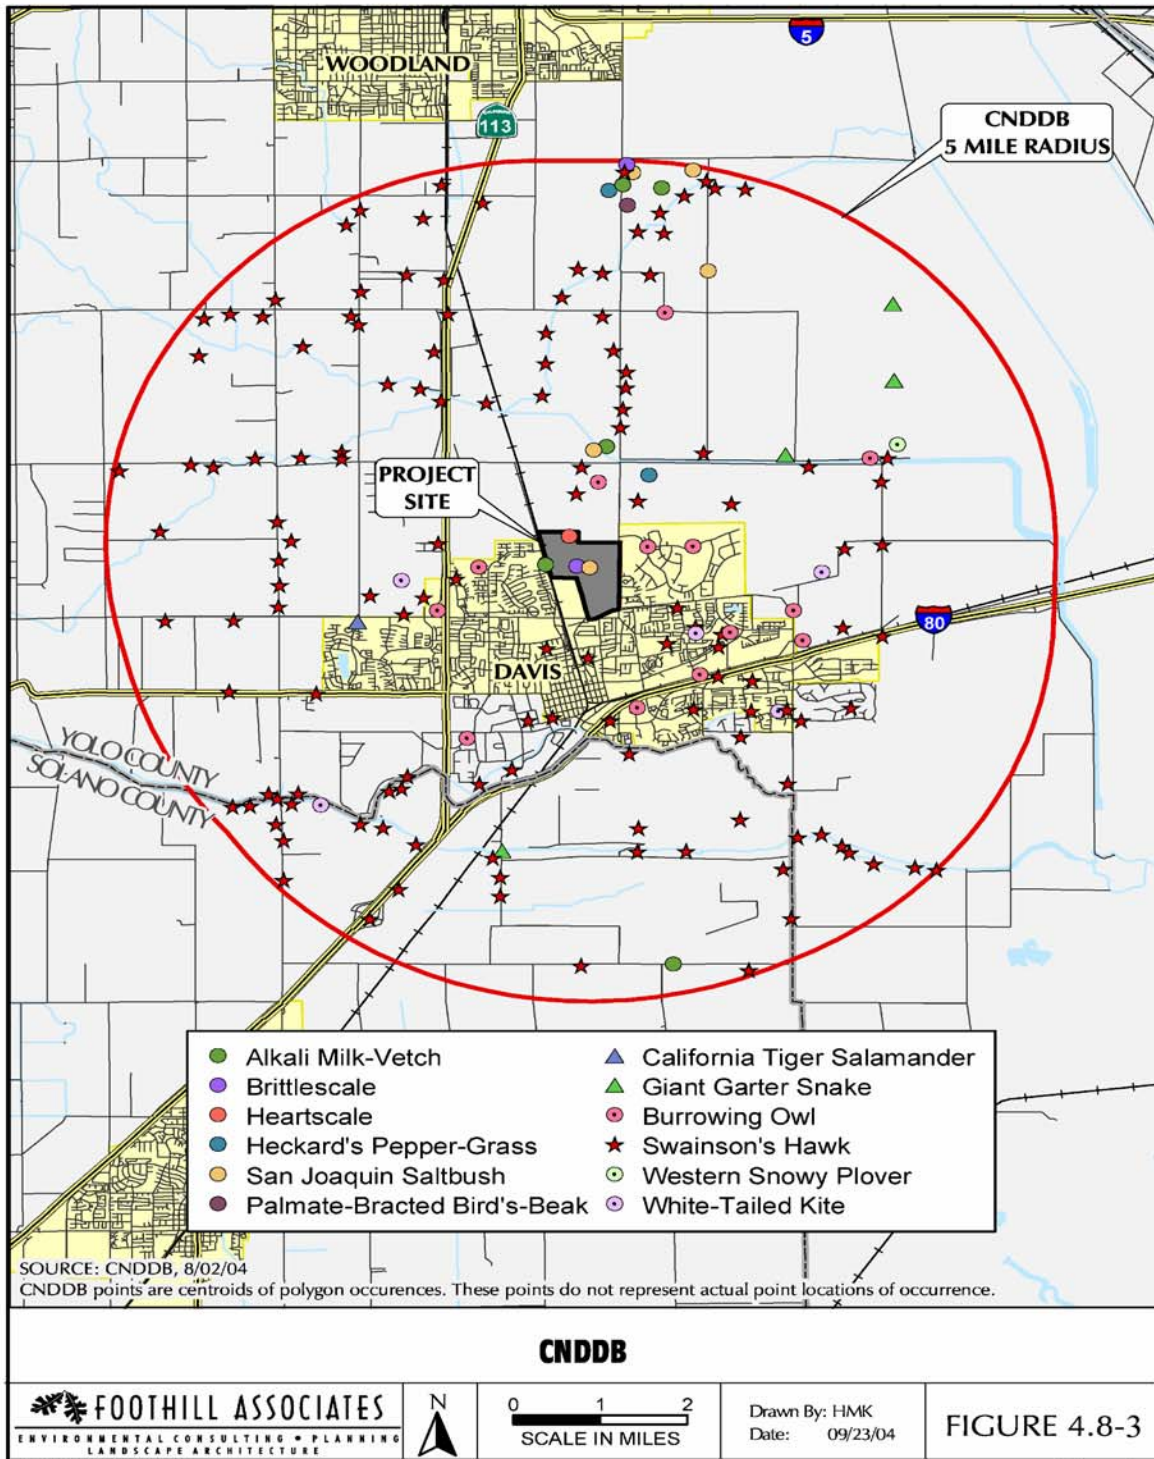 WOODLAND
5
CALIFORNIA
113
CNDDB
5 MILE RADIUS
PROJECT
SITE
80
DAVIS
YOLO COUNTY
SOLANO COUNTY
Alkali Milk-Vetch
Brittlescale
Heartscale
Heckard's Pepper-Grass
San Joaquin Saltbush
Palmate-Bracted Bird's-Beak
California Tiger Salamander
Giant Garter Snake
Burrowing Owl
Swainson's Hawk
Western Snowy Plover
White-Tailed Kite
SOURCE: CNDDB, 8/02/04
CNDDB points are centroids of polygon occurences. These points do not represent actual point locations of occurrence.
CNDDB
FOOTHILL ASSOCIATES
ENVIRONMENTAL CONSULTING • PLANNING
LANDSCAPE ARCHITECTURE
N
0 1 2
SCALE IN MILES
Drawn By: HMK
Date: 09/23/04
FIGURE 4.8-3